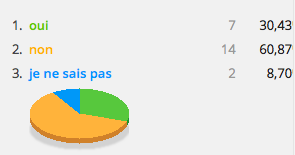 1. oui 7 30,43
2. non 14 60,87
3. je ne sais pas 2 8,70